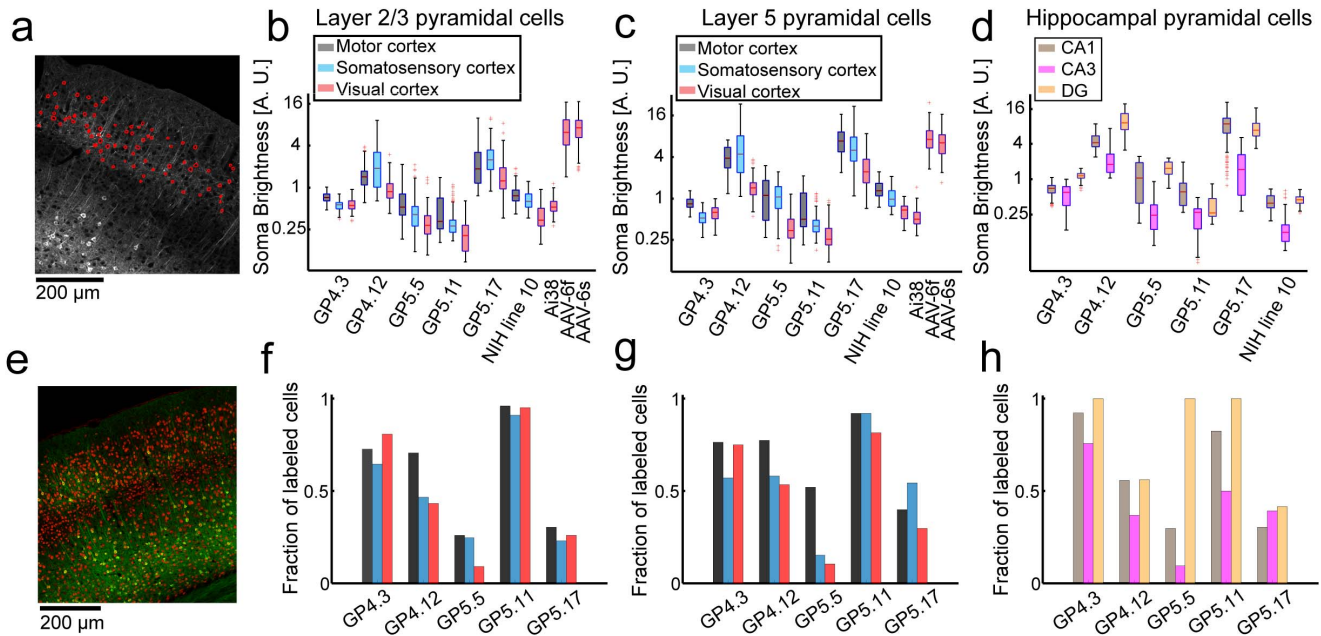 a
200 µm
b
Layer 2/3 pyramidal cells
Motor cortex
Somatosensory cortex
Visual cortex
Soma Brightness [A. U.]
16
4
1
0.25
GP4.3
GP4.12
GP5.5
GP5.11
GP5.17
NIH line 10
Ai38
AAV-6f
AAV-6s
c
Layer 5 pyramidal cells
Motor cortex
Somatosensory cortex
Visual cortex
Soma Brightness [A. U.]
16
4
1
0.25
GP4.3
GP4.12
GP5.5
GP5.11
GP5.17
NIH line 10
Ai38
AAV-6f
AAV-6s
d
Hippocampal pyramidal cells
CA1
CA3
DG
Soma Brightness [A. U.]
16
4
1
0.25
GP4.3
GP4.12
GP5.5
GP5.11
GP5.17
NIH line 10
e
200 µm
f
Fraction of labeled cells
1
0.5
0
GP4.3
GP4.12
GP5.5
GP5.11
GP5.17
g
Fraction of labeled cells
1
0.5
0
GP4.3
GP4.12
GP5.5
GP5.11
GP5.17
h
Fraction of labeled cells
1
0.5
0
GP4.3
GP4.12
GP5.5
GP5.11
GP5.17